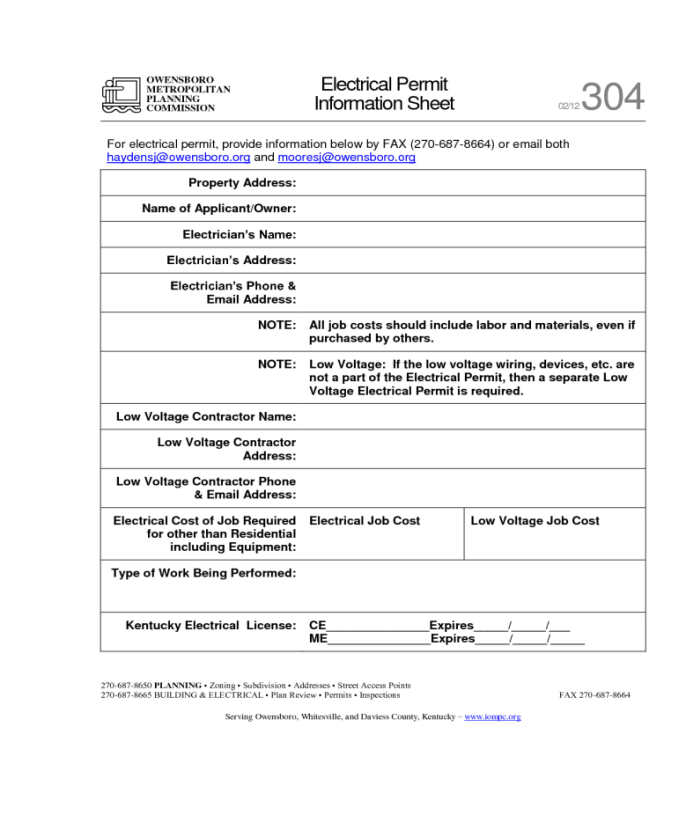 OWENSBORO
METROPOLITAN
PLANNING
COMMISSION
Electrical Permit
Information Sheet
02/12 304
For electrical permit, provide information below by FAX (270-687-8664) or email both
haydensj@owensboro.org and mooresj@owensboro.org
Property Address:
Name of Applicant/Owner:
Electrician's Name:
Electrician's Address:
Electrician's Phone &
Email Address:
NOTE: All job costs should include labor and materials, even if
purchased by others.
NOTE: Low Voltage: If the low voltage wiring, devices, etc. are
not a part of the Electrical Permit, then a separate Low
Voltage Electrical Permit is required.
Low Voltage Contractor Name:
Low Voltage Contractor
Address:
Low Voltage Contractor Phone
& Email Address:
Electrical Cost of Job Required Electrical Job Cost Low Voltage Job Cost
for other than Residential
including Equipment:
Type of Work Being Performed:
Kentucky Electrical License: CE________________Expires_____/_____/___
ME________________Expires_____/_____/_____
270-687-8650 PLANNING • Zoning • Subdivision • Addresses • Street Access Points
270-687-8665 BUILDING & ELECTRICAL • Plan Review • Permits • Inspections FAX 270-687-8664
Serving Owensboro, Whitesville, and Daviess County, Kentucky – www.iompc.org